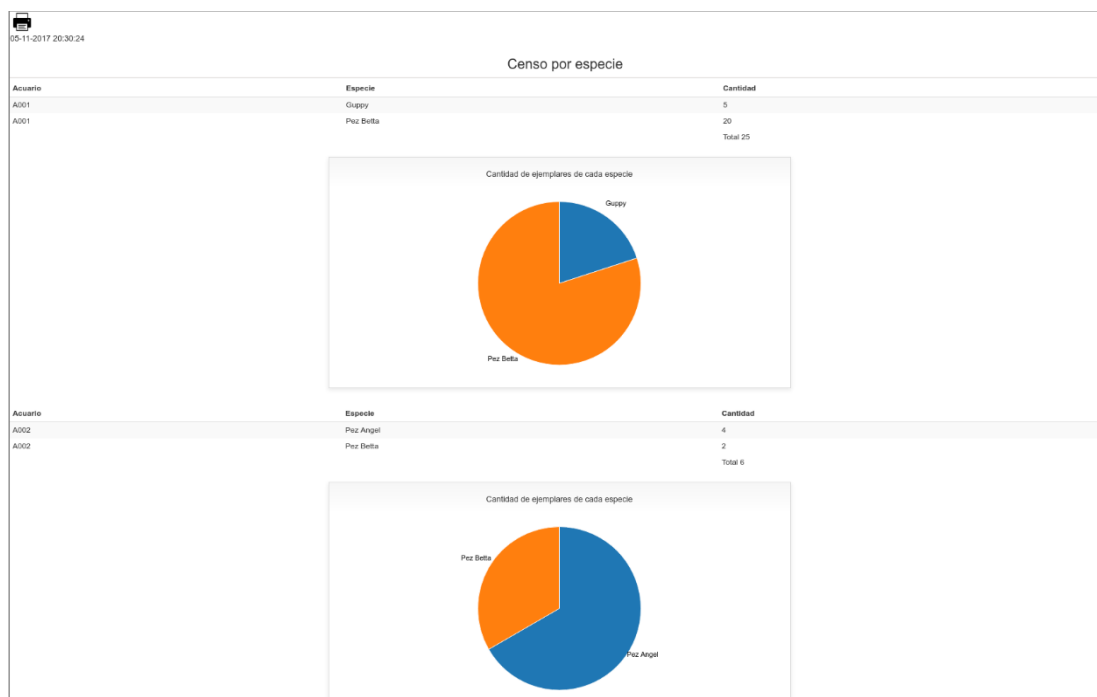 05-11-2017 20:30:24
Censo por especie
Acuario Especie Cantidad
A001 Guppy 5
A001 Pez Betta 20
Total 25
Cantidad de ejemplares de cada especie
Guppy
Pez Betta
Acuario Especie Cantidad
A002 Pez Angel 4
A002 Pez Betta 2
Total 6
Cantidad de ejemplares de cada especie
Pez Betta
Pez Angel